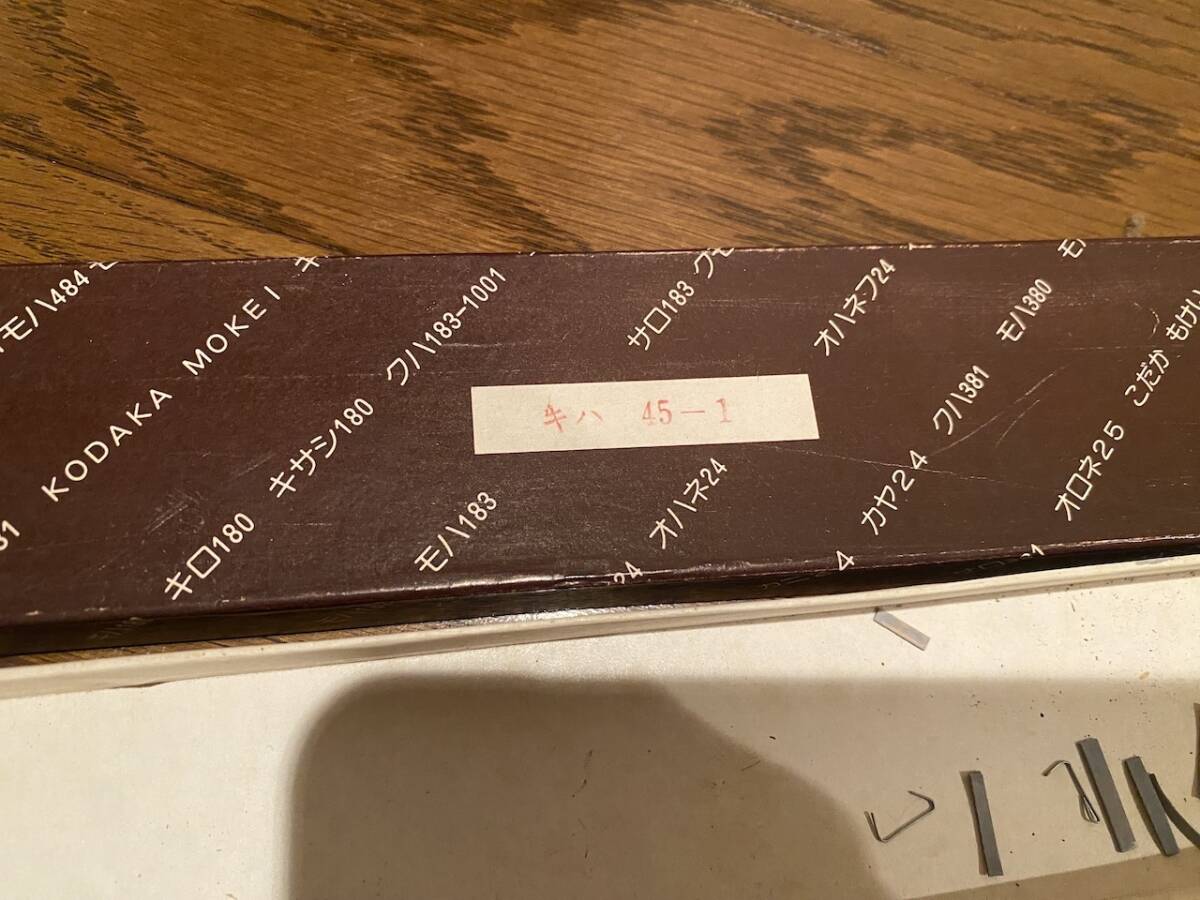 モハ484
KODAKA MOKEI
キロ180
キサシ180
クハ183-1001
モハ183
サロ183
キハ 45-1
オハネ24
オハネフ24
カヤ24
クハ381
モハ380
オロネ25
こだか もけい